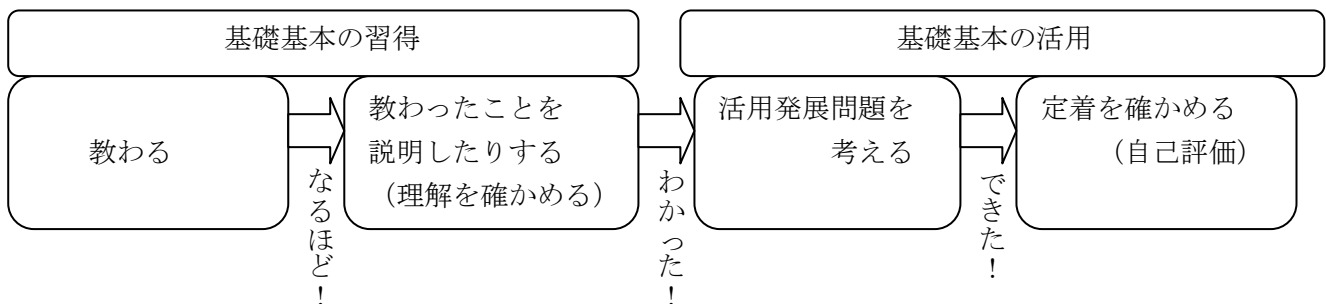 基礎基本の習得
基礎基本の活用
教わる
なるほど！
教わったことを
説明したりする
（理解を確かめる）
わかった！
活用発展問題を
考える
できた！
定着を確かめる
（自己評価）